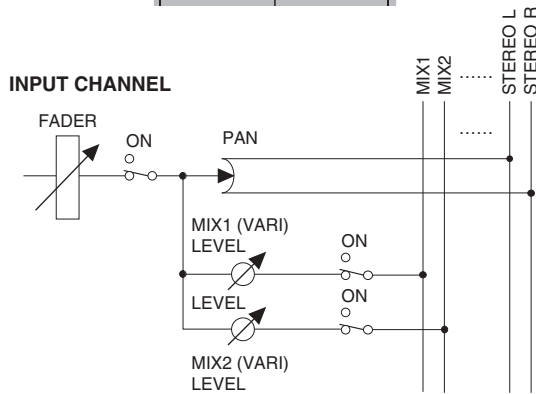 INPUT CHANNEL
FADER
ON
PAN
MIX1
MIX2
......
STEREO L
STEREO R
......
MIX1 (VARI)
LEVEL
ON
LEVEL
ON
MIX2 (VARI)
LEVEL